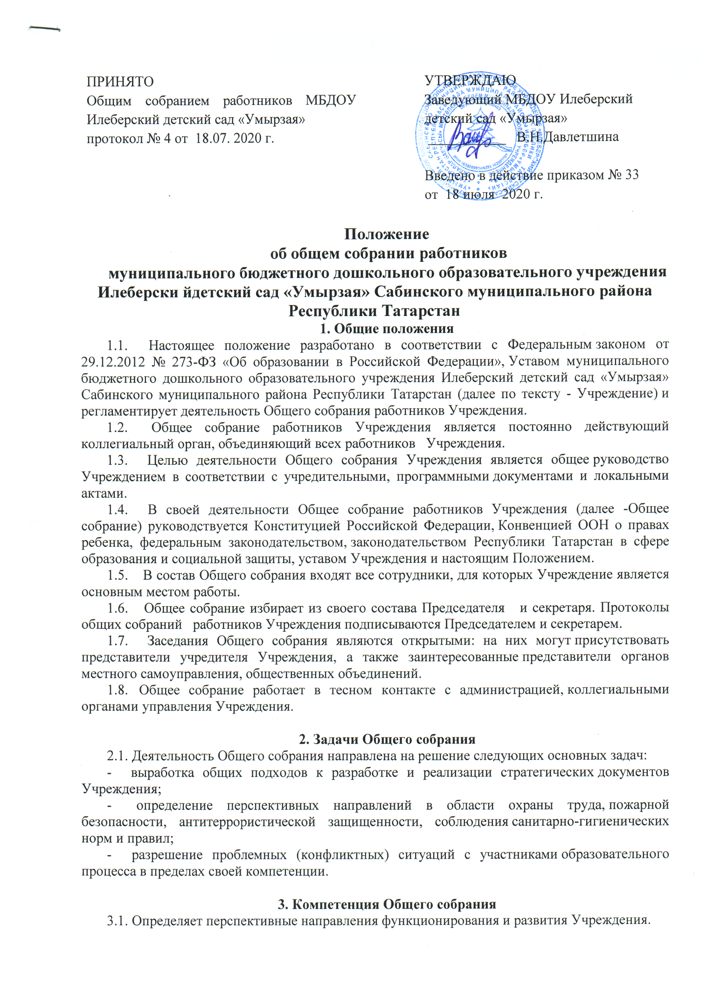 ПРИНЯТО
Общим собранием работников МБДОУ
Илеберский детский сад «Умырзая»
протокол № 4 от 18.07. 2020 г.
УТВЕРЖДАЮ
Заведующий МБДОУ Илеберский
детский сад «Умырзая»
В.Н.Давлетшина
Введено в действие приказом № 33
от 18 июля 2020 г.
Положение
об общем собрании работников
муниципального бюджетного дошкольного образовательного учреждения
Илеберски йдетский сад «Умырзая» Сабинского муниципального района
Республики Татарстан
1. Общие положения
1.1. Настоящее положение разработано в соответствии с Федеральным законом от
29.12.2012 № 273-ФЗ «Об образовании в Российской Федерации», Уставом муниципального
бюджетного дошкольного образовательного учреждения Илеберский детский сад «Умырзая»
Сабинского муниципального района Республики Татарстан (далее по тексту - Учреждение) и
регламентирует деятельность Общего собрания работников Учреждения.
1.2. Общее собрание работников Учреждения является постоянно действующий
коллегиальный орган, объединяющий всех работников Учреждения.
1.3. Целью деятельности Общего собрания Учреждения является общее руководство
Учреждением в соответствии с учредительными, программными документами и локальными
актами.
1.4. В своей деятельности Общее собрание работников Учреждения (далее -Общее
собрание) руководствуется Конституцией Российской Федерации, Конвенцией ООН о правах
ребенка, федеральным законодательством, законодательством Республики Татарстан в сфере
образования и социальной защиты, уставом Учреждения и настоящим Положением.
1.5. В состав Общего собрания входят все сотрудники, для которых Учреждение является
основным местом работы.
1.6. Общее собрание избирает из своего состава Председателя и секретаря. Протоколы
общих собраний работников Учреждения подписываются Председателем и секретарем.
1.7. Заседания Общего собрания являются открытыми: на них могут присутствовать
представители учредителя Учреждения, а также заинтересованные представители органов
местного самоуправления, общественных объединений.
1.8. Общее собрание работает в тесном контакте с администрацией, коллегиальными
органами управления Учреждения.
2. Задачи Общего собрания
2.1. Деятельность Общего собрания направлена на решение следующих основных задач:
- выработка общих подходов к разработке и реализации стратегических документов
Учреждения;
- определение перспективных направлений в области охраны труда, пожарной
безопасности, антитеррористической защищенности, соблюдения санитарно-гигиенических
норм и правил;
- разрешение проблемных (конфликтных) ситуаций с участниками образовательного
процесса в пределах своей компетенции.
3. Компетенция Общего собрания
3.1. Определяет перспективные направления функционирования и развития Учреждения.